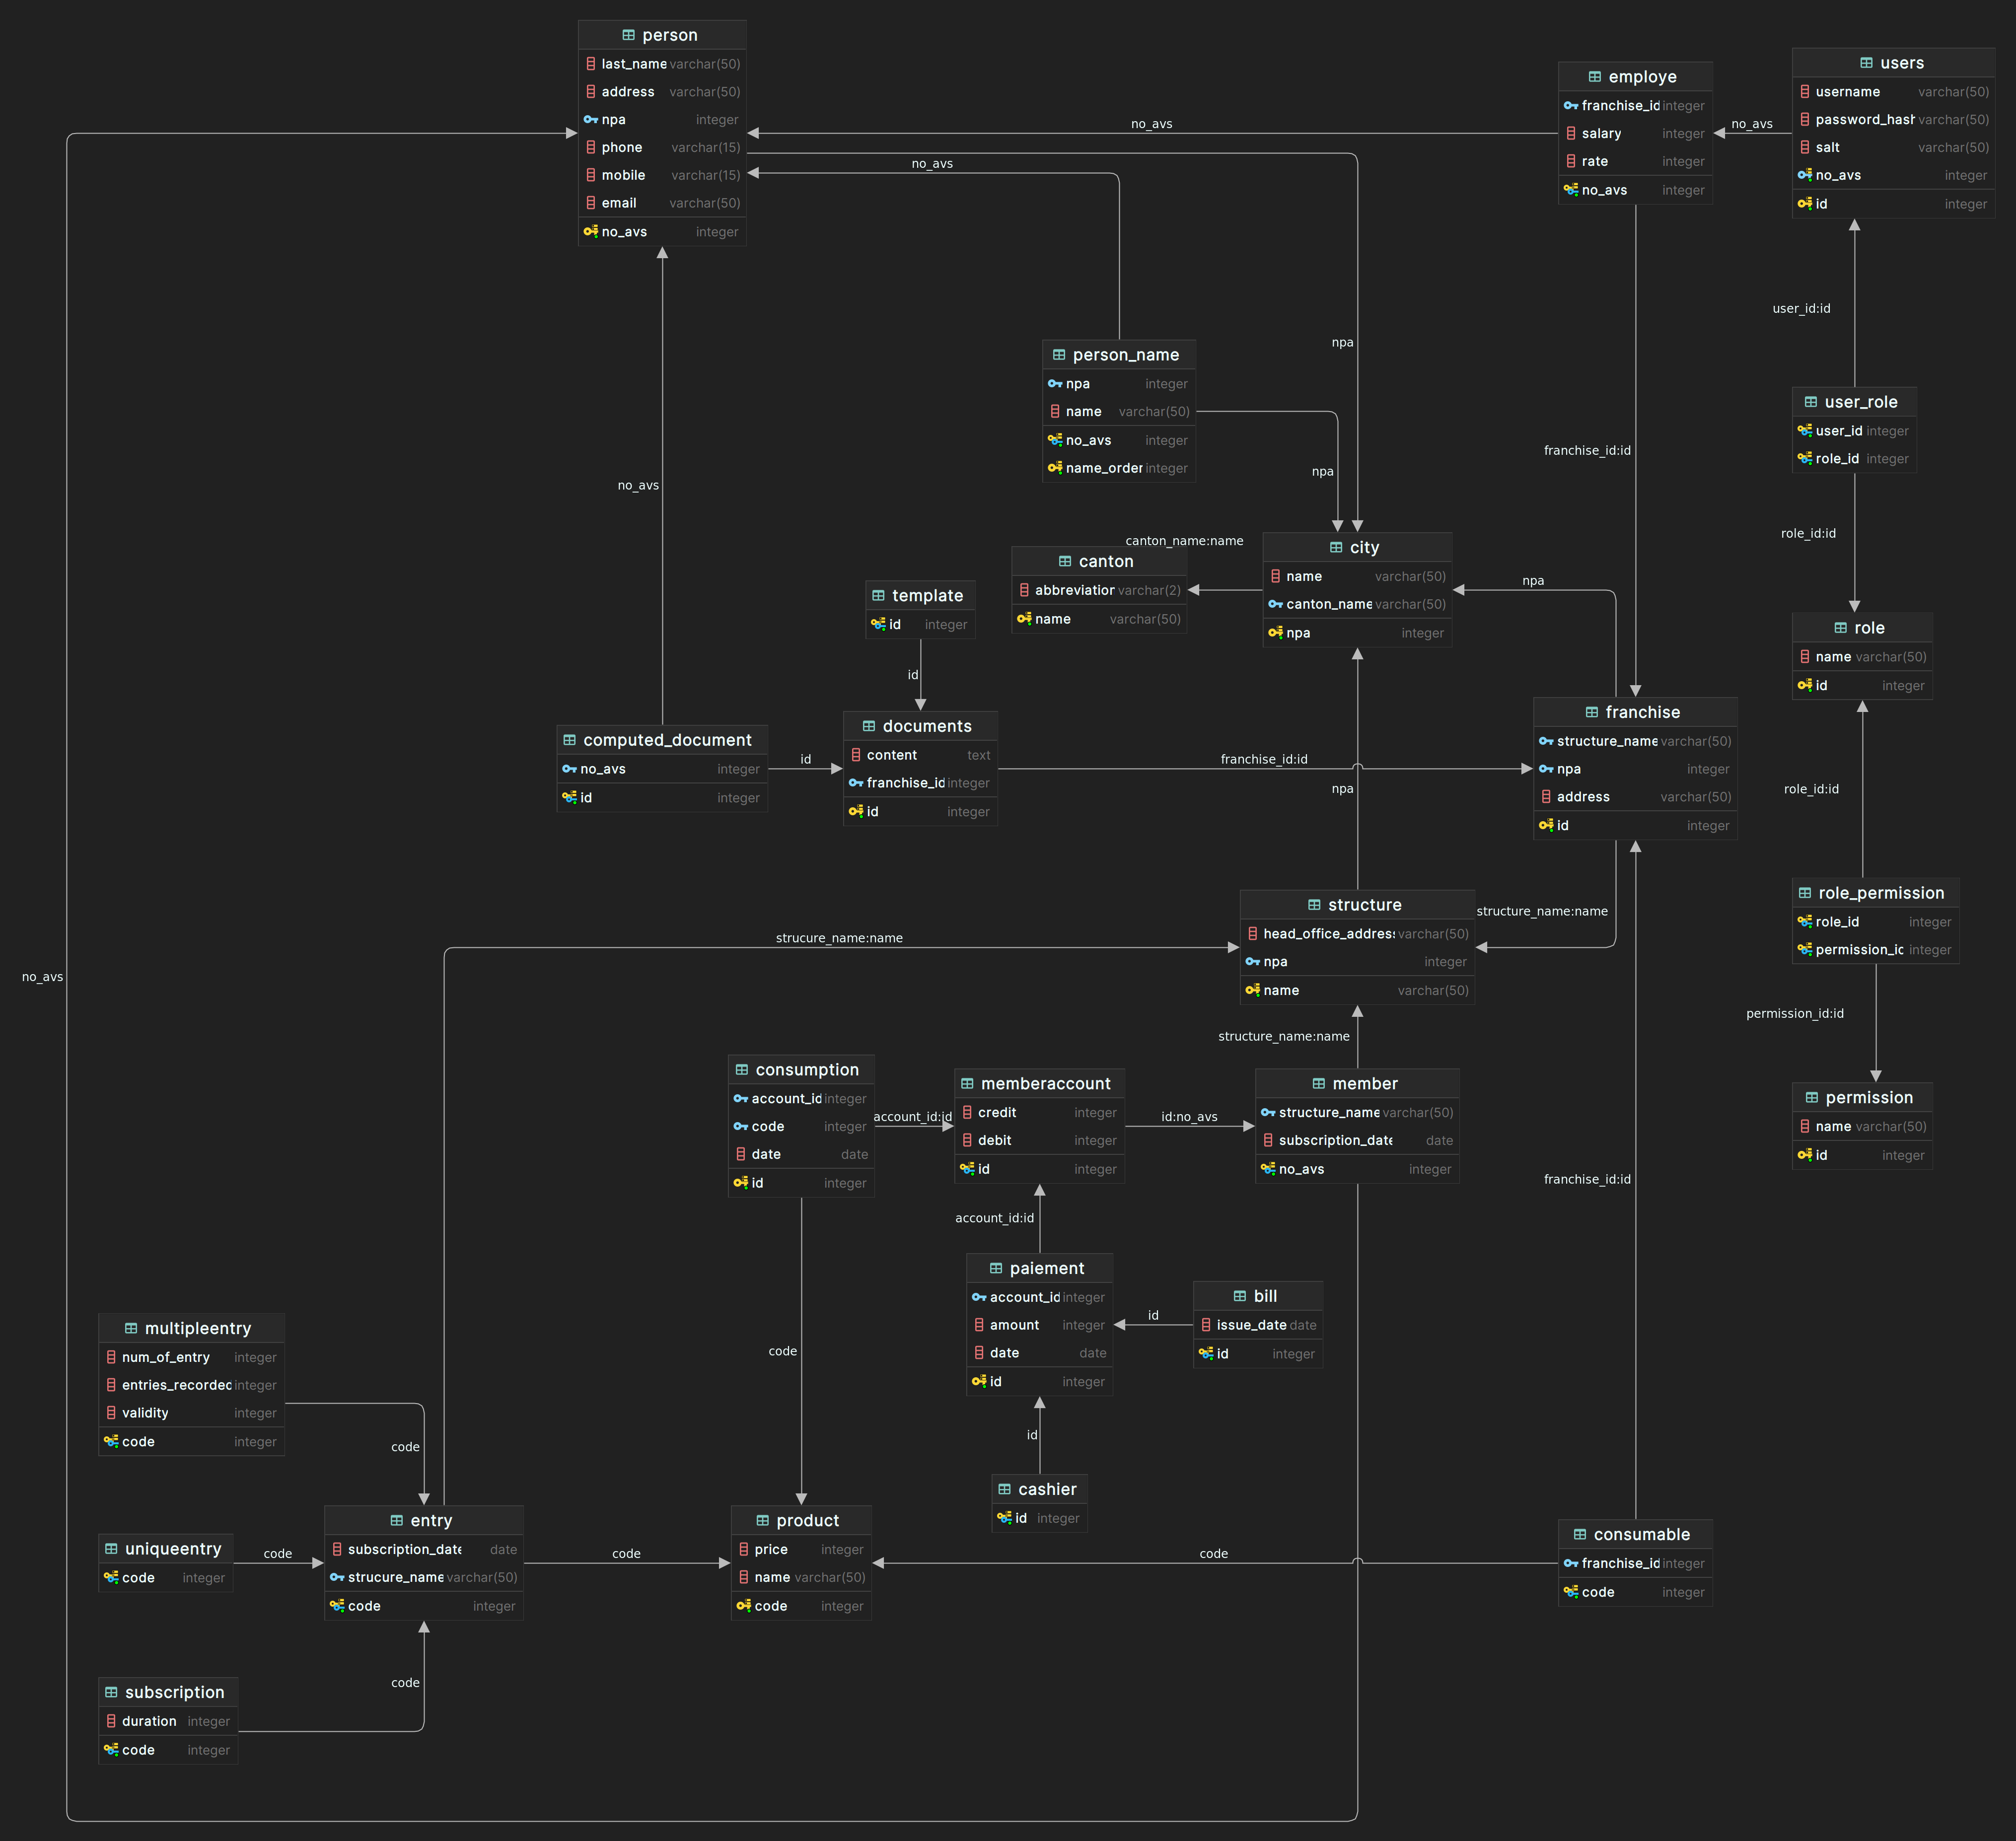 person
last_name varchar(50)
address varchar(50)
npa integer
phone varchar(15)
mobile varchar(15)
email varchar(50)
no_avs integer
employe
franchise_id integer
salary integer
rate integer
no_avs integer
users
username varchar(50)
password_hash varchar(50)
salt varchar(50)
no_avs integer
id integer
no_avs
no_avs
no_avs
npa
user_id:id
person_name
npa integer
name varchar(50)
no_avs integer
name_order integer
user_role
user_id integer
role_id integer
franchise_id:id
npa
no_avs
role_id:id
canton_name:name
canton
abbreviation varchar(2)
name varchar(50)
city
name varchar(50)
canton_name varchar(50)
npa integer
npa
template
id integer
role
name varchar(50)
id integer
id
computed_document
no_avs integer
id integer
id
documents
content text
franchise_id integer
id integer
franchise_id:id
npa
franchise
structure_name varchar(50)
npa integer
address varchar(50)
id integer
role_id:id
structure
head_office_address varchar(50)
npa integer
name varchar(50)
structure_name:name
role_permission
role_id integer
permission_id integer
strucure_name:name
no_avs
permission_id:id
structure_name:name
consumption
account_id integer
code integer
date date
id integer
account_id:id
memberaccount
credit integer
debit integer
id integer
id:no_avs
member
structure_name varchar(50)
subscription_date date
no_avs integer
permission
name varchar(50)
id integer
franchise_id:id
account_id:id
paiement
account_id integer
amount integer
date date
id integer
id
bill
issue_date date
id integer
multipleentry
num_of_entry integer
entries_recorded integer
validity integer
code integer
code
code
id
cashier
id integer
uniqueentry
code integer
code
entry
subscription_date date
strucure_name varchar(50)
code integer
code
product
price integer
name varchar(50)
code integer
code
consumable
franchise_id integer
code integer
code
subscription
duration integer
code integer